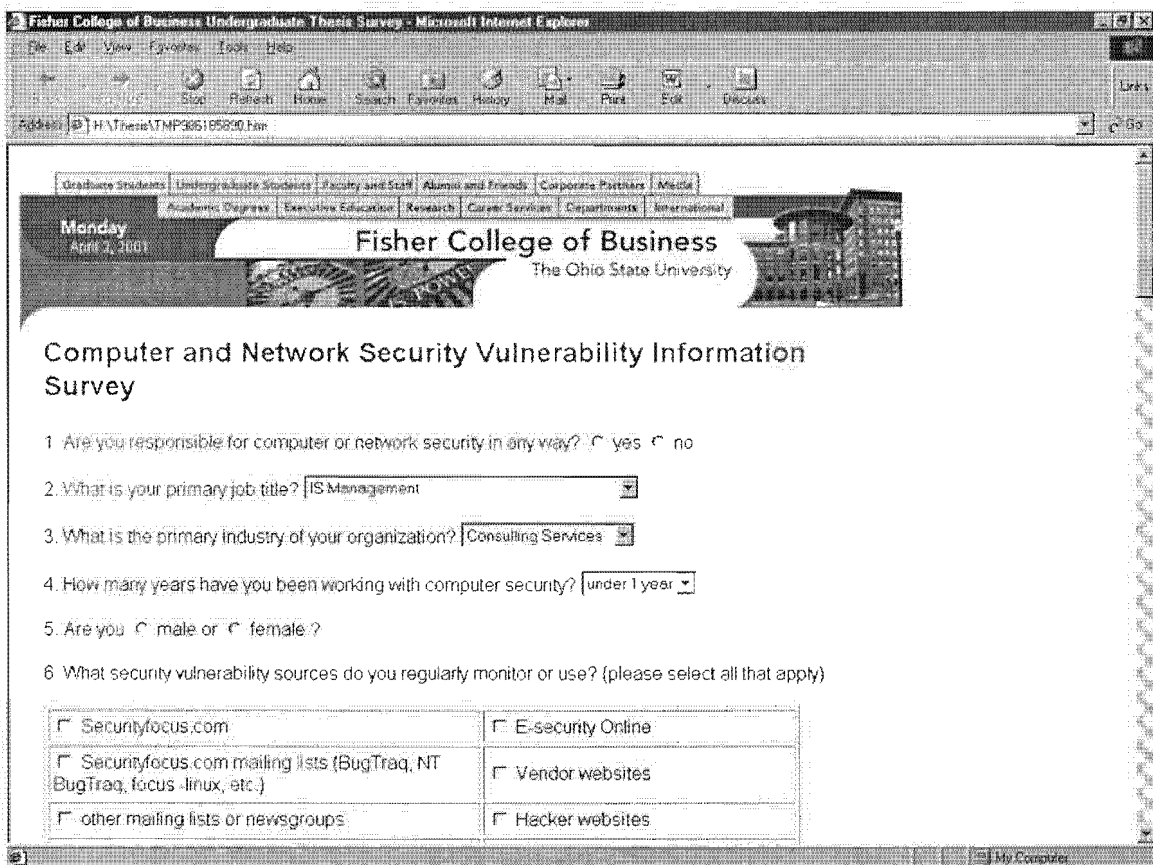 Fisher College of Business Undergraduate Thesis Survey - Microsoft Internet Explorer
File Edit View Favorites Tools Help
Stop Refresh Home Search Favorites History Mail Print Edit Discuss Links
Address H:\Thesis\TMP986185890.htm Go
Graduate Students Undergraduate Students Faculty and Staff Alumni and Friends Corporate Partners Media
Academic Degrees Executive Education Research Career Services Departments International
Monday
April 2, 2001
Fisher College of Business
The Ohio State University
Computer and Network Security Vulnerability Information
Survey
1 Are you responsible for computer or network security in any way? yes no
2. What is your primary job title? IS Management
3. What is the primary industry of your organization? Consulting Services
4. How many years have you been working with computer security? under 1 year
5. Are you male or female ?
6 What security vulnerability sources do you regularly monitor or use? (please select all that apply)
Securityfocus.com E-security Online
Securityfocus.com mailing lists (BugTraq, NT
BugTraq, focus -linux, etc.) Vendor websites
other mailing lists or newsgroups Hacker websites
My Computer